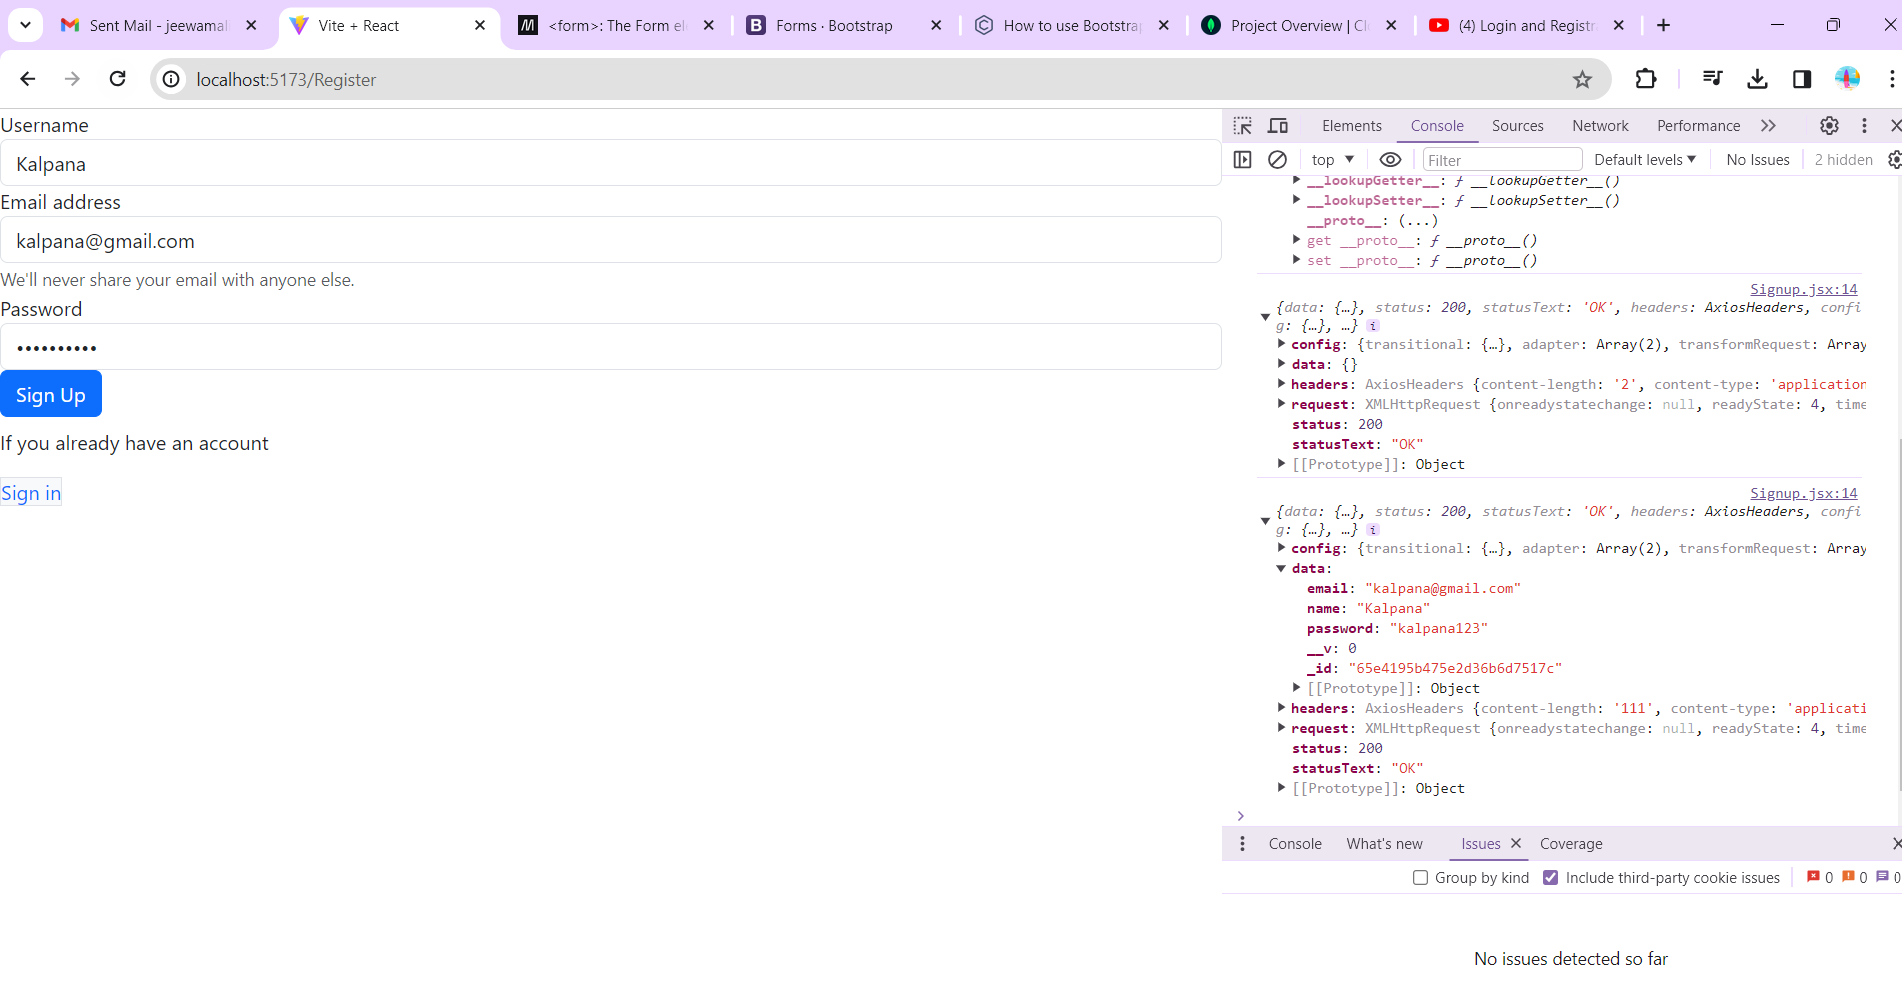 Sent Mail - jeewamali
Vite + React
<form>: The Form ele
Forms · Bootstrap
How to use Bootstrap
Project Overview | Clo
(4) Login and Registra
localhost:5173/Register
Username
Kalpana
Email address
kalpana@gmail.com
We'll never share your email with anyone else.
Password
••••••••••
Sign Up
If you already have an account
Sign in
Elements Console Sources Network Performance
top Filter Default levels No Issues 2 hidden
__lookupGetter__: ƒ __lookupGetter__()
__lookupSetter__: ƒ __lookupSetter__()
__proto__: (...)
get __proto__: ƒ __proto__()
set __proto__: ƒ __proto__()
Signup.jsx:14
{data: {…}, status: 200, statusText: 'OK', headers: AxiosHeaders, confi
g: {…}, …} i
config: {transitional: {…}, adapter: Array(2), transformRequest: Array
data: {}
headers: AxiosHeaders {content-length: '2', content-type: 'application
request: XMLHttpRequest {onreadystatechange: null, readyState: 4, time
status: 200
statusText: "OK"
[[Prototype]]: Object
Signup.jsx:14
{data: {…}, status: 200, statusText: 'OK', headers: AxiosHeaders, confi
g: {…}, …} i
config: {transitional: {…}, adapter: Array(2), transformRequest: Array
data:
email: "kalpana@gmail.com"
name: "Kalpana"
password: "kalpana123"
__v: 0
_id: "65e4195b475e2d36b6d7517c"
[[Prototype]]: Object
headers: AxiosHeaders {content-length: '111', content-type: 'applicati
request: XMLHttpRequest {onreadystatechange: null, readyState: 4, time
status: 200
statusText: "OK"
[[Prototype]]: Object
Console What's new Issues Coverage
Group by kind Include third-party cookie issues 0 0 0
No issues detected so far